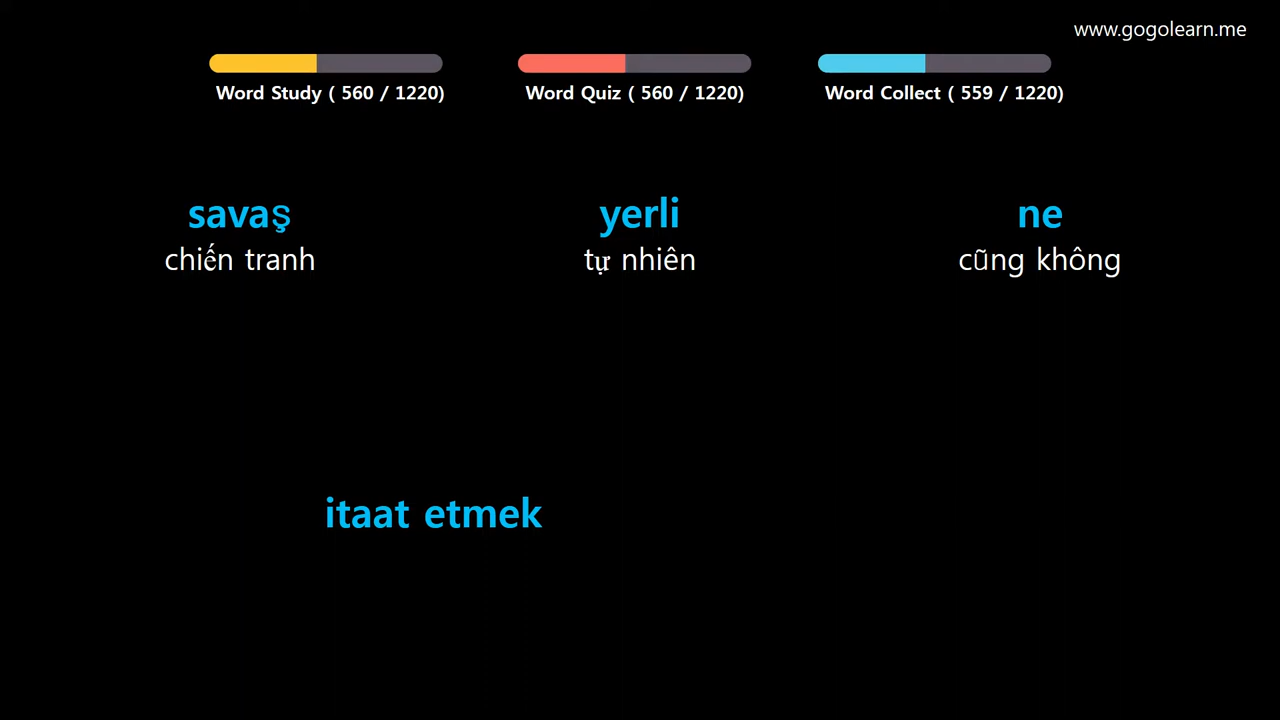 www.gogolearn.me
Word Study ( 560 / 1220)
Word Quiz ( 560 / 1220)
Word Collect ( 559 / 1220)
savaş
chiến tranh
yerli
tự nhiên
ne
cũng không
itaat etmek